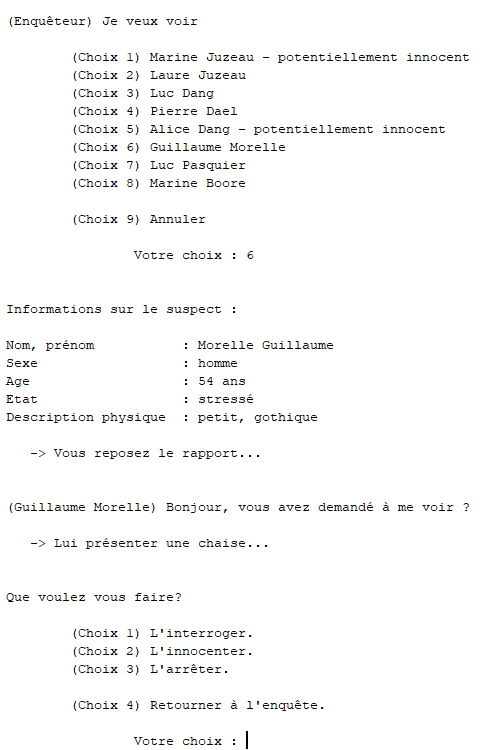 (Enquêteur) Je veux voir
(Choix 1) Marine Juzeau - potentiellement innocent
(Choix 2) Laure Juzeau
(Choix 3) Luc Dang
(Choix 4) Pierre Dael
(Choix 5) Alice Dang - potentiellement innocent
(Choix 6) Guillaume Morelle
(Choix 7) Luc Pasquier
(Choix 8) Marine Boore
(Choix 9) Annuler
Votre choix : 6
Informations sur le suspect :
Nom, prénom : Morelle Guillaume
Sexe : homme
Age : 54 ans
Etat : stressé
Description physique : petit, gothique
-> Vous reposez le rapport...
(Guillaume Morelle) Bonjour, vous avez demandé à me voir ?
-> Lui présenter une chaise...
Que voulez vous faire?
(Choix 1) L'interroger.
(Choix 2) L'innocenter.
(Choix 3) L'arrêter.
(Choix 4) Retourner à l'enquête.
Votre choix :